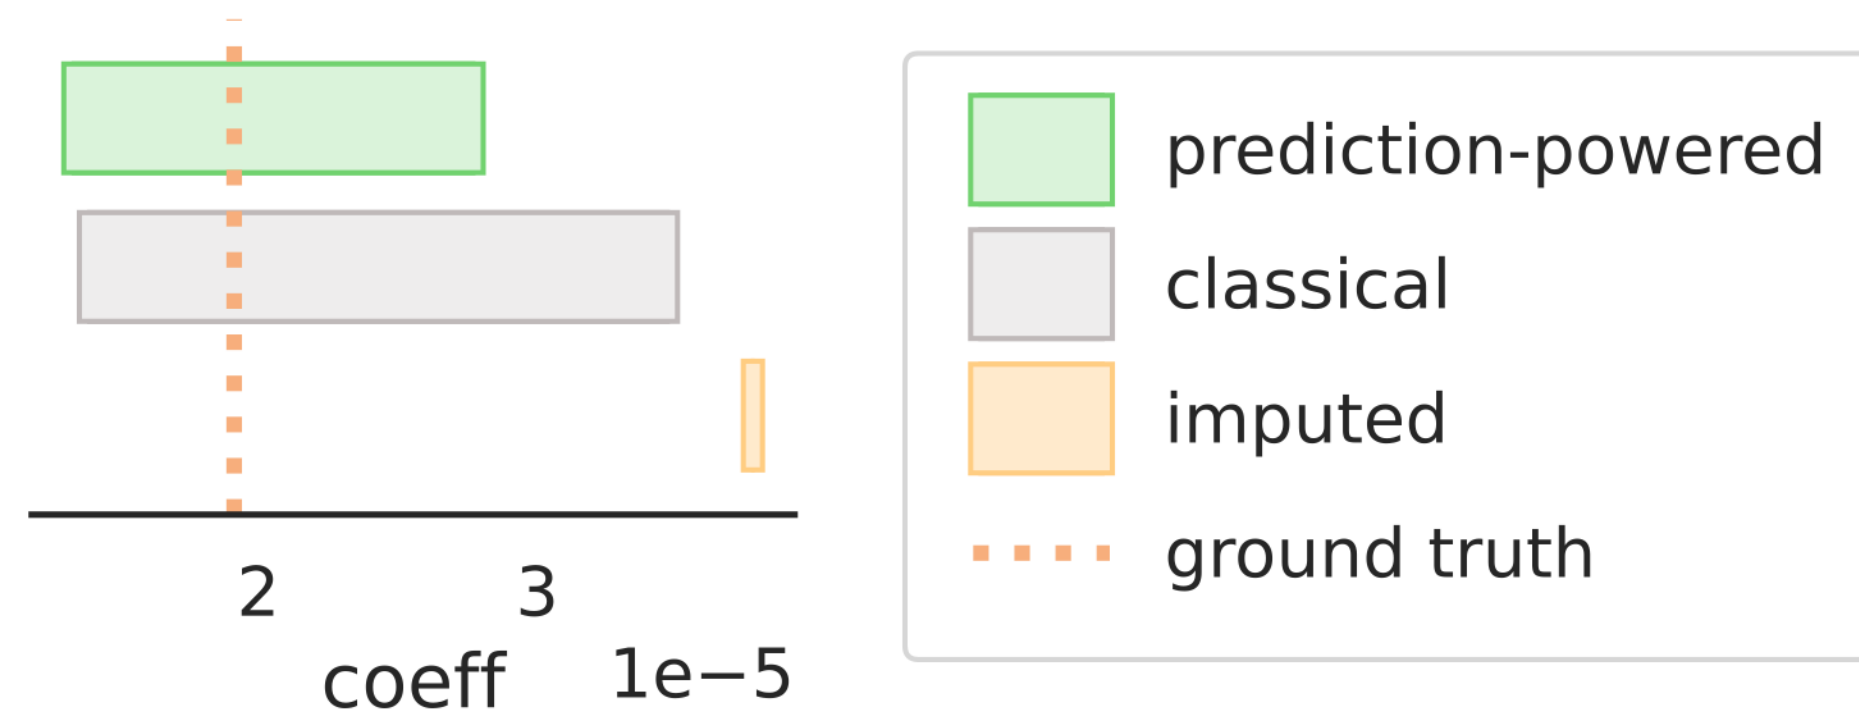 2 3
coeff 1e−5
prediction-powered
classical
imputed
ground truth